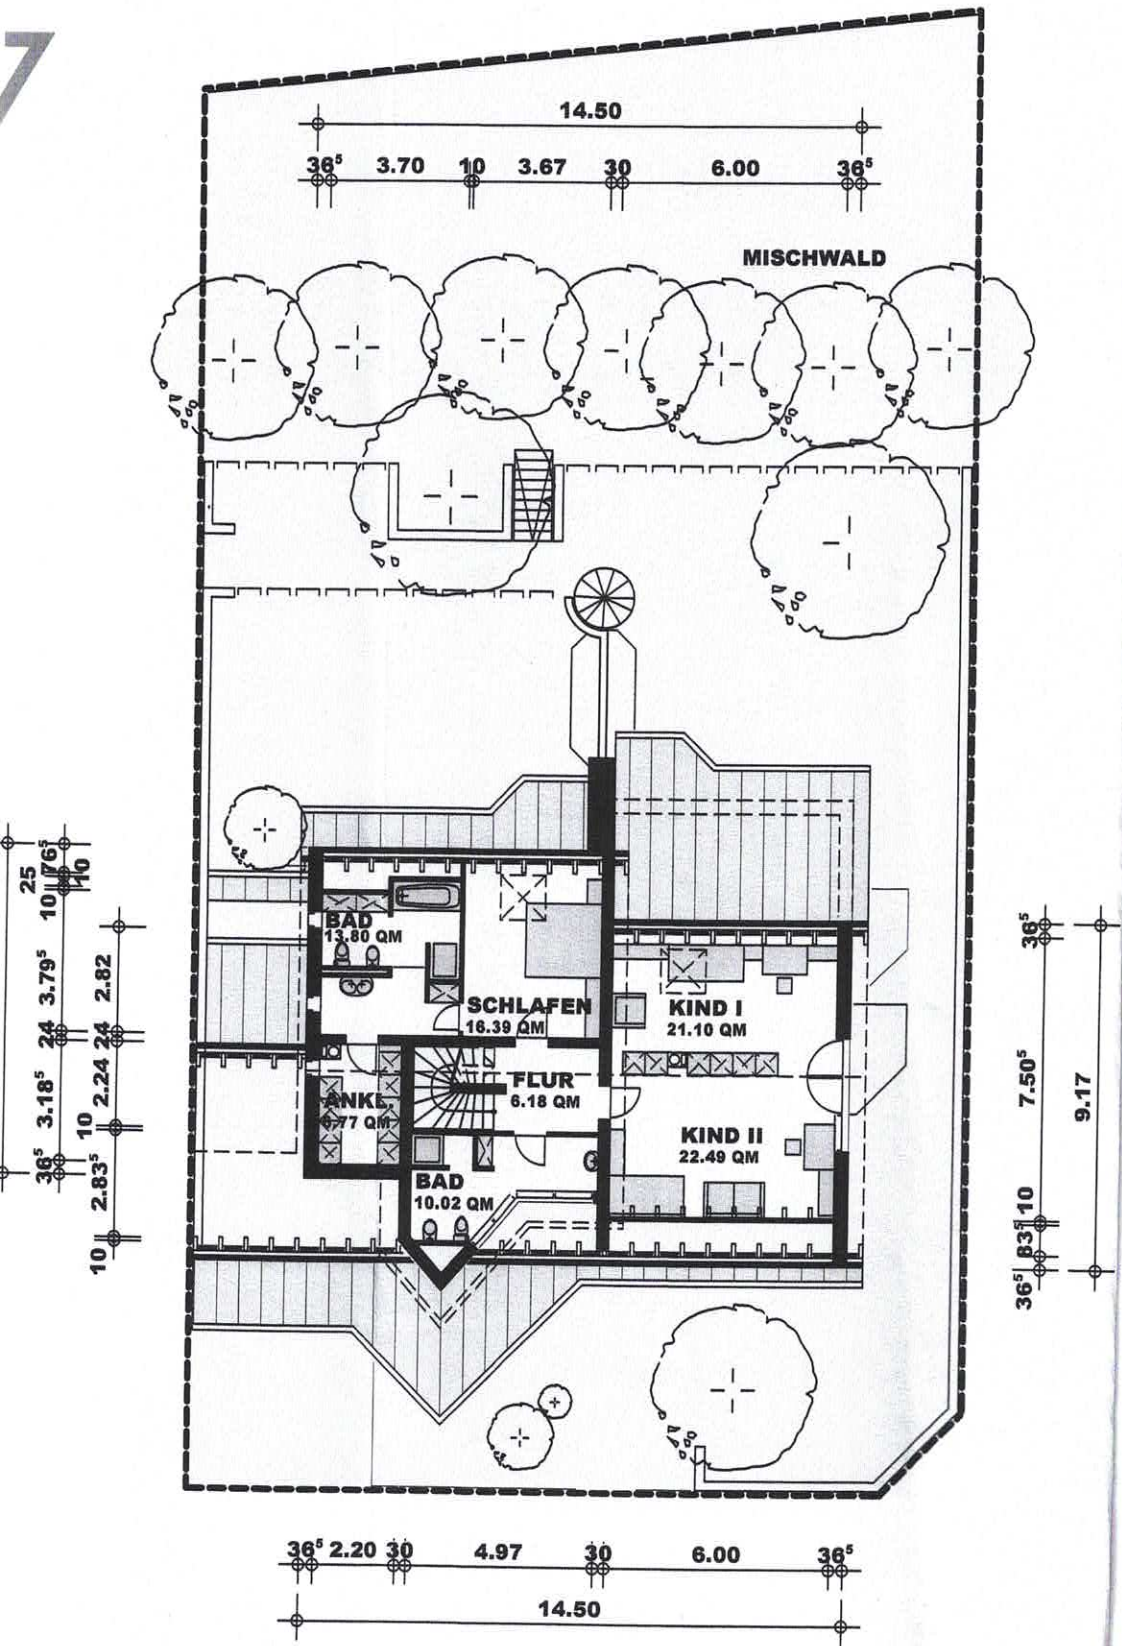 7
14.50
36⁵ 3.70 10 3.67 30 6.00 36⁵
MISCHWALD
BAD
13.80 QM
SCHLAFEN
16.39 QM
KIND I
21.10 QM
FLUR
6.18 QM
ANKL.
KIND II
22.49 QM
BAD
10.02 QM
25
76⁵
10
10
3.79⁵
24
3.18⁵
36⁵
2.82
24
2.24
10
2.83⁵
10
36⁵
7.50⁵
10
83⁵
36⁵
9.17
36⁵ 2.20 30 4.97 30 6.00 36⁵
14.50